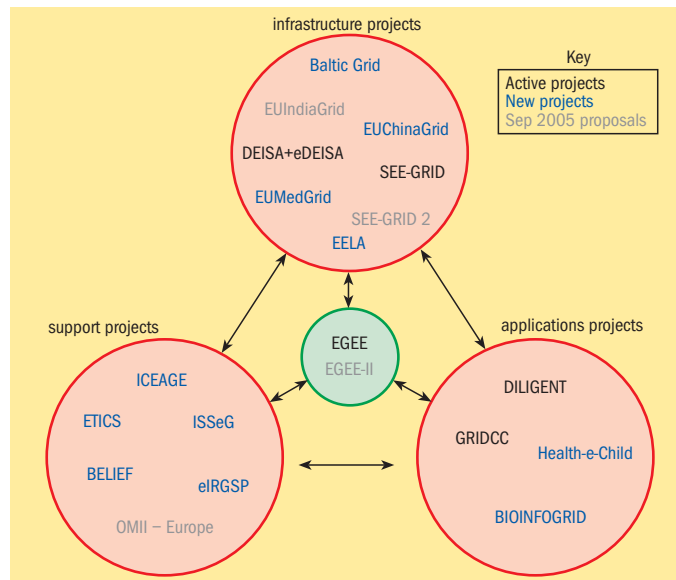 infrastructure projects
Baltic Grid
EUIndiaGrid
EUChinaGrid
DEISA+eDEISA
SEE-GRID
EUMedGrid
SEE-GRID 2
EELA
Key
Active projects
New projects
Sep 2005 proposals
support projects
ICEAGE
ETICS
ISSeG
BELIEF
eIRGSP
OMII – Europe
EGEE
EGEE-II
applications projects
DILIGENT
GRIDCC
Health-e-Child
BIOINFOGRID